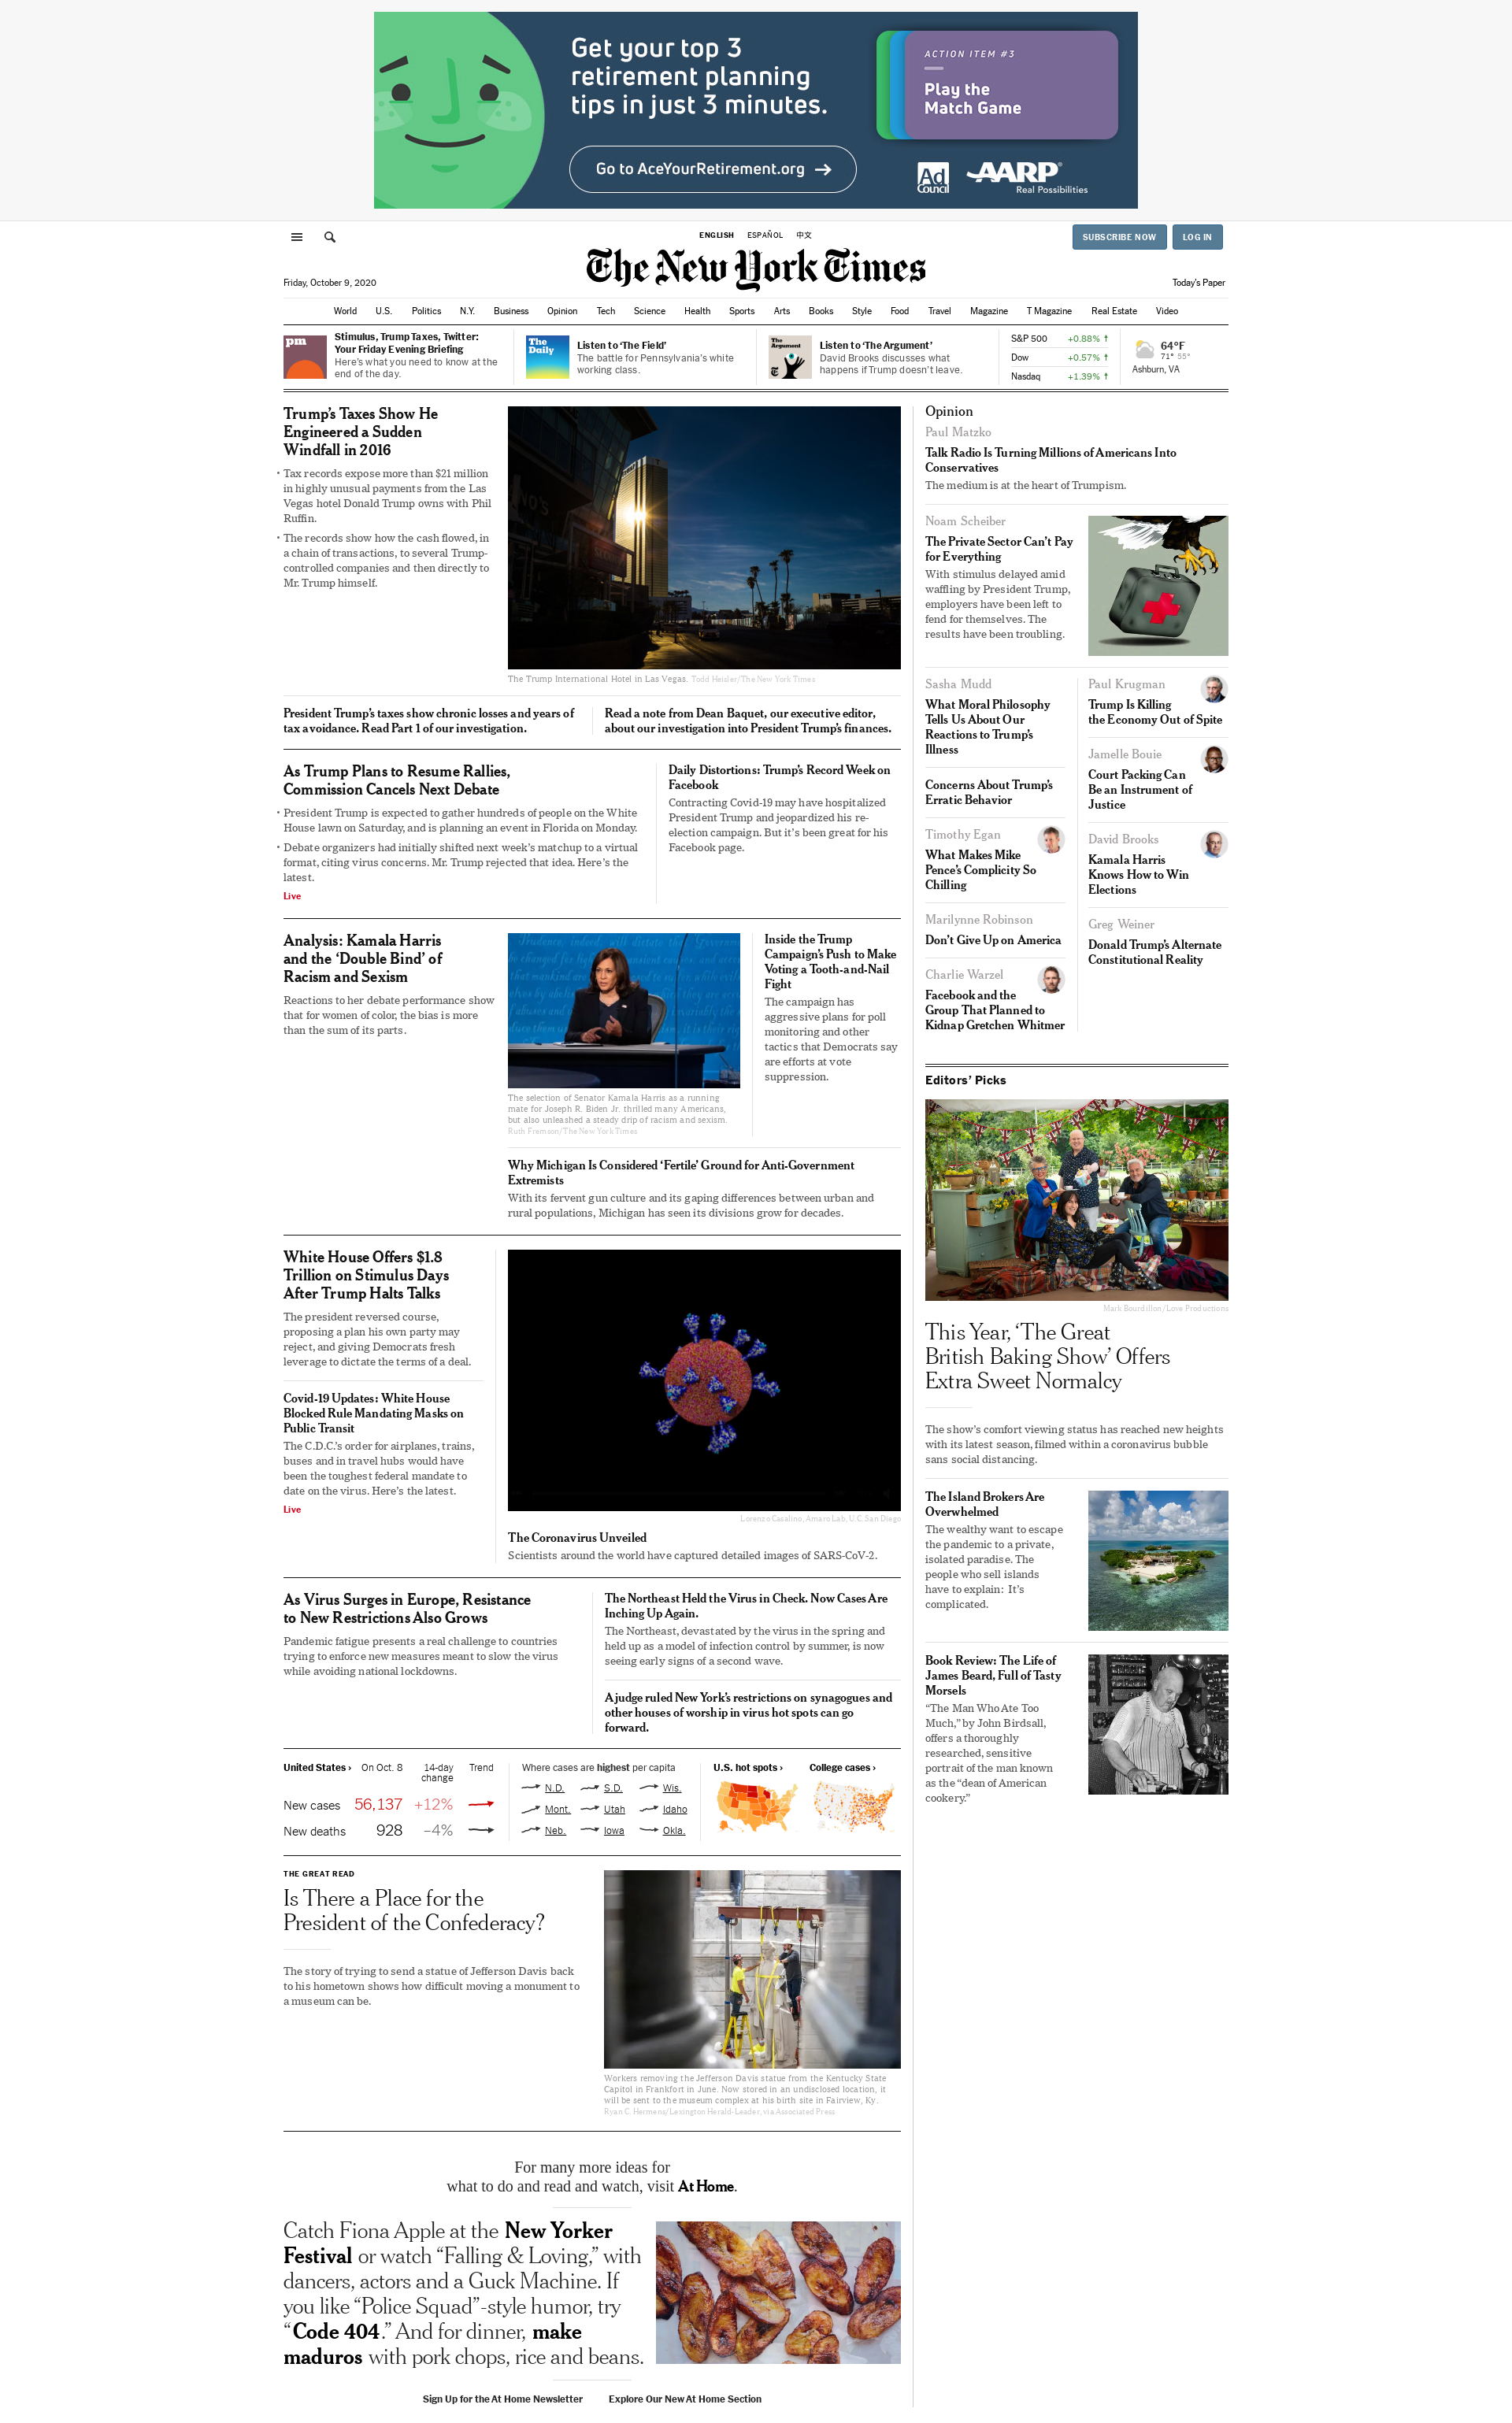 Get your top 3
retirement planning
tips in just 3 minutes.
Go to AceYourRetirement.org →
ACTION ITEM #3
Play the
Match Game
Ad
Council
AARP®
Real Possibilities
ENGLISH ESPAÑOL 中文
SUBSCRIBE NOW LOG IN
The New York Times
Friday, October 9, 2020
Today's Paper
World U.S. Politics N.Y. Business Opinion Tech Science Health Sports Arts Books Style Food Travel Magazine T Magazine Real Estate Video
pm
Stimulus, Trump Taxes, Twitter:
Your Friday Evening Briefing
Here's what you need to know at the
end of the day.
The
Daily
Listen to ‘The Field’
The battle for Pennsylvania's white
working class.
The
Argument
Listen to ‘The Argument’
David Brooks discusses what
happens if Trump doesn't leave.
S&P 500 +0.88% ↑
Dow +0.57% ↑
Nasdaq +1.39% ↑
64°F
71° 55°
Ashburn, VA
Trump’s Taxes Show He
Engineered a Sudden
Windfall in 2016
• Tax records expose more than $21 million
in highly unusual payments from the Las
Vegas hotel Donald Trump owns with Phil
Ruffin.
• The records show how the cash flowed, in
a chain of transactions, to several Trump-
controlled companies and then directly to
Mr. Trump himself.
The Trump International Hotel in Las Vegas. Todd Heisler/The New York Times
President Trump’s taxes show chronic losses and years of
tax avoidance. Read Part 1 of our investigation.
Read a note from Dean Baquet, our executive editor,
about our investigation into President Trump’s finances.
As Trump Plans to Resume Rallies,
Commission Cancels Next Debate
• President Trump is expected to gather hundreds of people on the White
House lawn on Saturday, and is planning an event in Florida on Monday.
• Debate organizers had initially shifted next week’s matchup to a virtual
format, citing virus concerns. Mr. Trump rejected that idea. Here’s the
latest.
Live
Daily Distortions: Trump’s Record Week on
Facebook
Contracting Covid-19 may have hospitalized
President Trump and jeopardized his re-
election campaign. But it’s been great for his
Facebook page.
Analysis: Kamala Harris
and the ‘Double Bind’ of
Racism and Sexism
Reactions to her debate performance show
that for women of color, the bias is more
than the sum of its parts.
The selection of Senator Kamala Harris as a running
mate for Joseph R. Biden Jr. thrilled many Americans,
but also unleashed a steady drip of racism and sexism.
Ruth Fremson/The New York Times
Inside the Trump
Campaign’s Push to Make
Voting a Tooth-and-Nail
Fight
The campaign has
aggressive plans for poll
monitoring and other
tactics that Democrats say
are efforts at vote
suppression.
Why Michigan Is Considered ‘Fertile’ Ground for Anti-Government
Extremists
With its fervent gun culture and its gaping differences between urban and
rural populations, Michigan has seen its divisions grow for decades.
White House Offers $1.8
Trillion on Stimulus Days
After Trump Halts Talks
The president reversed course,
proposing a plan his own party may
reject, and giving Democrats fresh
leverage to dictate the terms of a deal.
Covid-19 Updates: White House
Blocked Rule Mandating Masks on
Public Transit
The C.D.C.’s order for airplanes, trains,
buses and in travel hubs would have
been the toughest federal mandate to
date on the virus. Here’s the latest.
Live
Lorenzo Casalino, Amaro Lab, U.C. San Diego
The Coronavirus Unveiled
Scientists around the world have captured detailed images of SARS-CoV-2.
As Virus Surges in Europe, Resistance
to New Restrictions Also Grows
Pandemic fatigue presents a real challenge to countries
trying to enforce new measures meant to slow the virus
while avoiding national lockdowns.
The Northeast Held the Virus in Check. Now Cases Are
Inching Up Again.
The Northeast, devastated by the virus in the spring and
held up as a model of infection control by summer, is now
seeing early signs of a second wave.
A judge ruled New York’s restrictions on synagogues and
other houses of worship in virus hot spots can go
forward.
United States › On Oct. 8 14-day change Trend
New cases 56,137 +12%
New deaths 928 –4%
Where cases are highest per capita
N.D. S.D. Wis.
Mont. Utah Idaho
Neb. Iowa Okla.
U.S. hot spots › College cases ›
THE GREAT READ
Is There a Place for the
President of the Confederacy?
The story of trying to send a statue of Jefferson Davis back
to his hometown shows how difficult moving a monument to
a museum can be.
Workers removing the Jefferson Davis statue from the Kentucky State
Capitol in Frankfort in June. Now stored in an undisclosed location, it
will be sent to the museum complex at his birth site in Fairview, Ky.
Ryan C. Hermens/Lexington Herald-Leader, via Associated Press
For many more ideas for
what to do and read and watch, visit At Home.
Catch Fiona Apple at the New Yorker
Festival or watch “Falling & Loving,” with
dancers, actors and a Guck Machine. If
you like “Police Squad”-style humor, try
“Code 404.” And for dinner, make
maduros with pork chops, rice and beans.
Sign Up for the At Home Newsletter Explore Our New At Home Section
Opinion
Paul Matzko
Talk Radio Is Turning Millions of Americans Into
Conservatives
The medium is at the heart of Trumpism.
Noam Scheiber
The Private Sector Can’t Pay
for Everything
With stimulus delayed amid
waffling by President Trump,
employers have been left to
fend for themselves. The
results have been troubling.
Sasha Mudd
What Moral Philosophy
Tells Us About Our
Reactions to Trump’s
Illness
Concerns About Trump’s
Erratic Behavior
Timothy Egan
What Makes Mike
Pence’s Complicity So
Chilling
Marilynne Robinson
Don’t Give Up on America
Charlie Warzel
Facebook and the
Group That Planned to
Kidnap Gretchen Whitmer
Paul Krugman
Trump Is Killing
the Economy Out of Spite
Jamelle Bouie
Court Packing Can
Be an Instrument of
Justice
David Brooks
Kamala Harris
Knows How to Win
Elections
Greg Weiner
Donald Trump’s Alternate
Constitutional Reality
Editors’ Picks
Mark Bourdillon/Love Productions
This Year, ‘The Great
British Baking Show’ Offers
Extra Sweet Normalcy
The show’s comfort viewing status has reached new heights
with its latest season, filmed within a coronavirus bubble
sans social distancing.
The Island Brokers Are
Overwhelmed
The wealthy want to escape
the pandemic to a private,
isolated paradise. The
people who sell islands
have to explain: It’s
complicated.
Book Review: The Life of
James Beard, Full of Tasty
Morsels
“The Man Who Ate Too
Much,” by John Birdsall,
offers a thoroughly
researched, sensitive
portrait of the man known
as the “dean of American
cookery.”